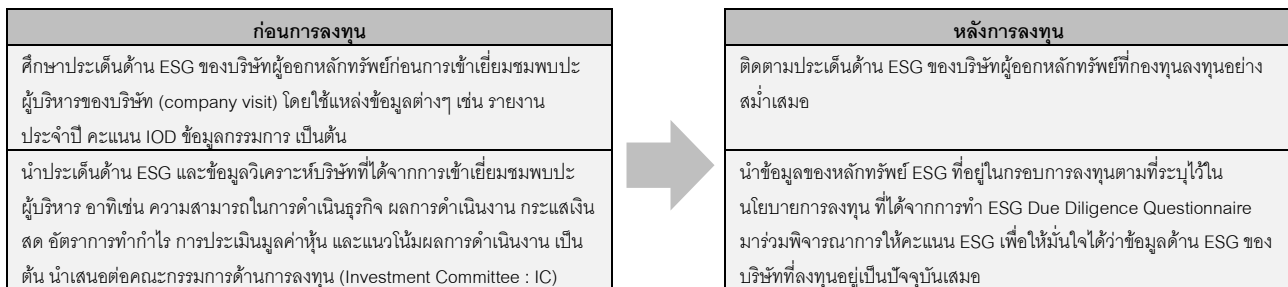 ก่อนการลงทุน
ศึกษาประเด็นด้าน ESG ของบริษัทผู้ออกหลักทรัพย์ก่อนการเข้าเยี่ยมชมพบปะ
ผู้บริหารของบริษัท (company visit) โดยใช้แหล่งข้อมูลต่างๆ เช่น รายงาน
ประจำปี คะแนน IOD ข้อมูลกรรมการ เป็นต้น
นำประเด็นด้าน ESG และข้อมูลวิเคราะห์บริษัทที่ได้จากการเข้าเยี่ยมชมพบปะ
ผู้บริหาร อาทิเช่น ความสามารถในการดำเนินธุรกิจ ผลการดำเนินงาน กระแสเงิน
สด อัตราการทำกำไร การประเมินมูลค่าหุ้น และแนวโน้มผลการดำเนินงาน เป็น
ต้น นำเสนอต่อคณะกรรมการด้านการลงทุน (Investment Committee : IC)
หลังการลงทุน
ติดตามประเด็นด้าน ESG ของบริษัทผู้ออกหลักทรัพย์ที่กองทุนลงทุนอย่าง
สม่ำเสมอ
นำข้อมูลของหลักทรัพย์ ESG ที่อยู่ในกรอบการลงทุนตามที่ระบุไว้ใน
นโยบายการลงทุน ที่ได้จากการทำ ESG Due Diligence Questionnaire
มาร่วมพิจารณาการให้คะแนน ESG เพื่อให้มั่นใจได้ว่าข้อมูลด้าน ESG ของ
บริษัทที่ลงทุนอยู่เป็นปัจจุบันเสมอ